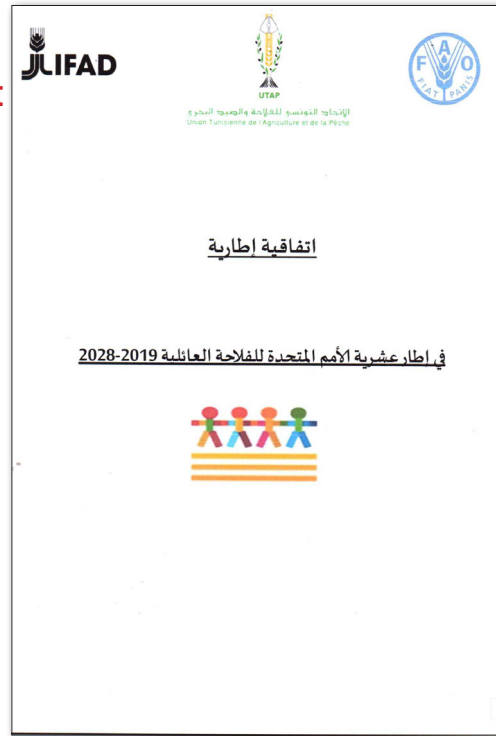 JLIFAD
UTAP
الإتحاد التونسي للفلاحة والصيد البحري
Union Tunisienne de l'Agriculture et de la Pêche
F A O
FIAT PANIS
اتفاقية إطارية
في إطار عشرية الأمم المتحدة للفلاحة العائلية 2019-2028